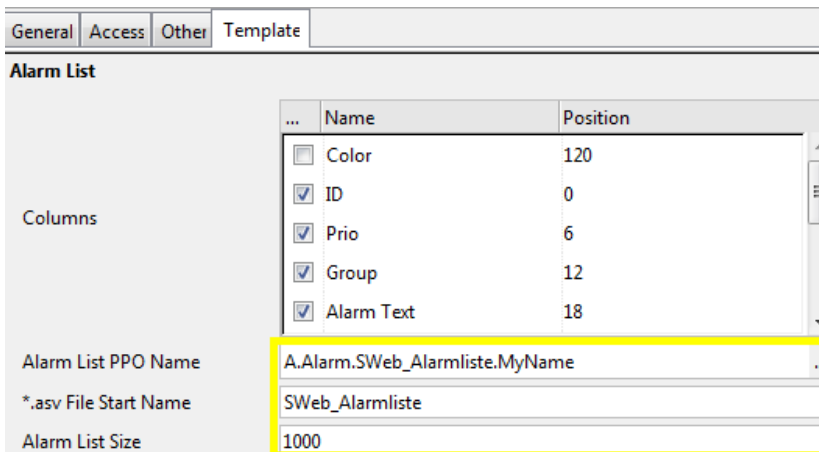 General Access Other Template
Alarm List
... Name Position
Color 120
ID 0
Columns
Prio 6
Group 12
Alarm Text 18
Alarm List PPO Name A.Alarm.SWeb_Alarmliste.MyName
*.asv File Start Name SWeb_Alarmliste
Alarm List Size 1000